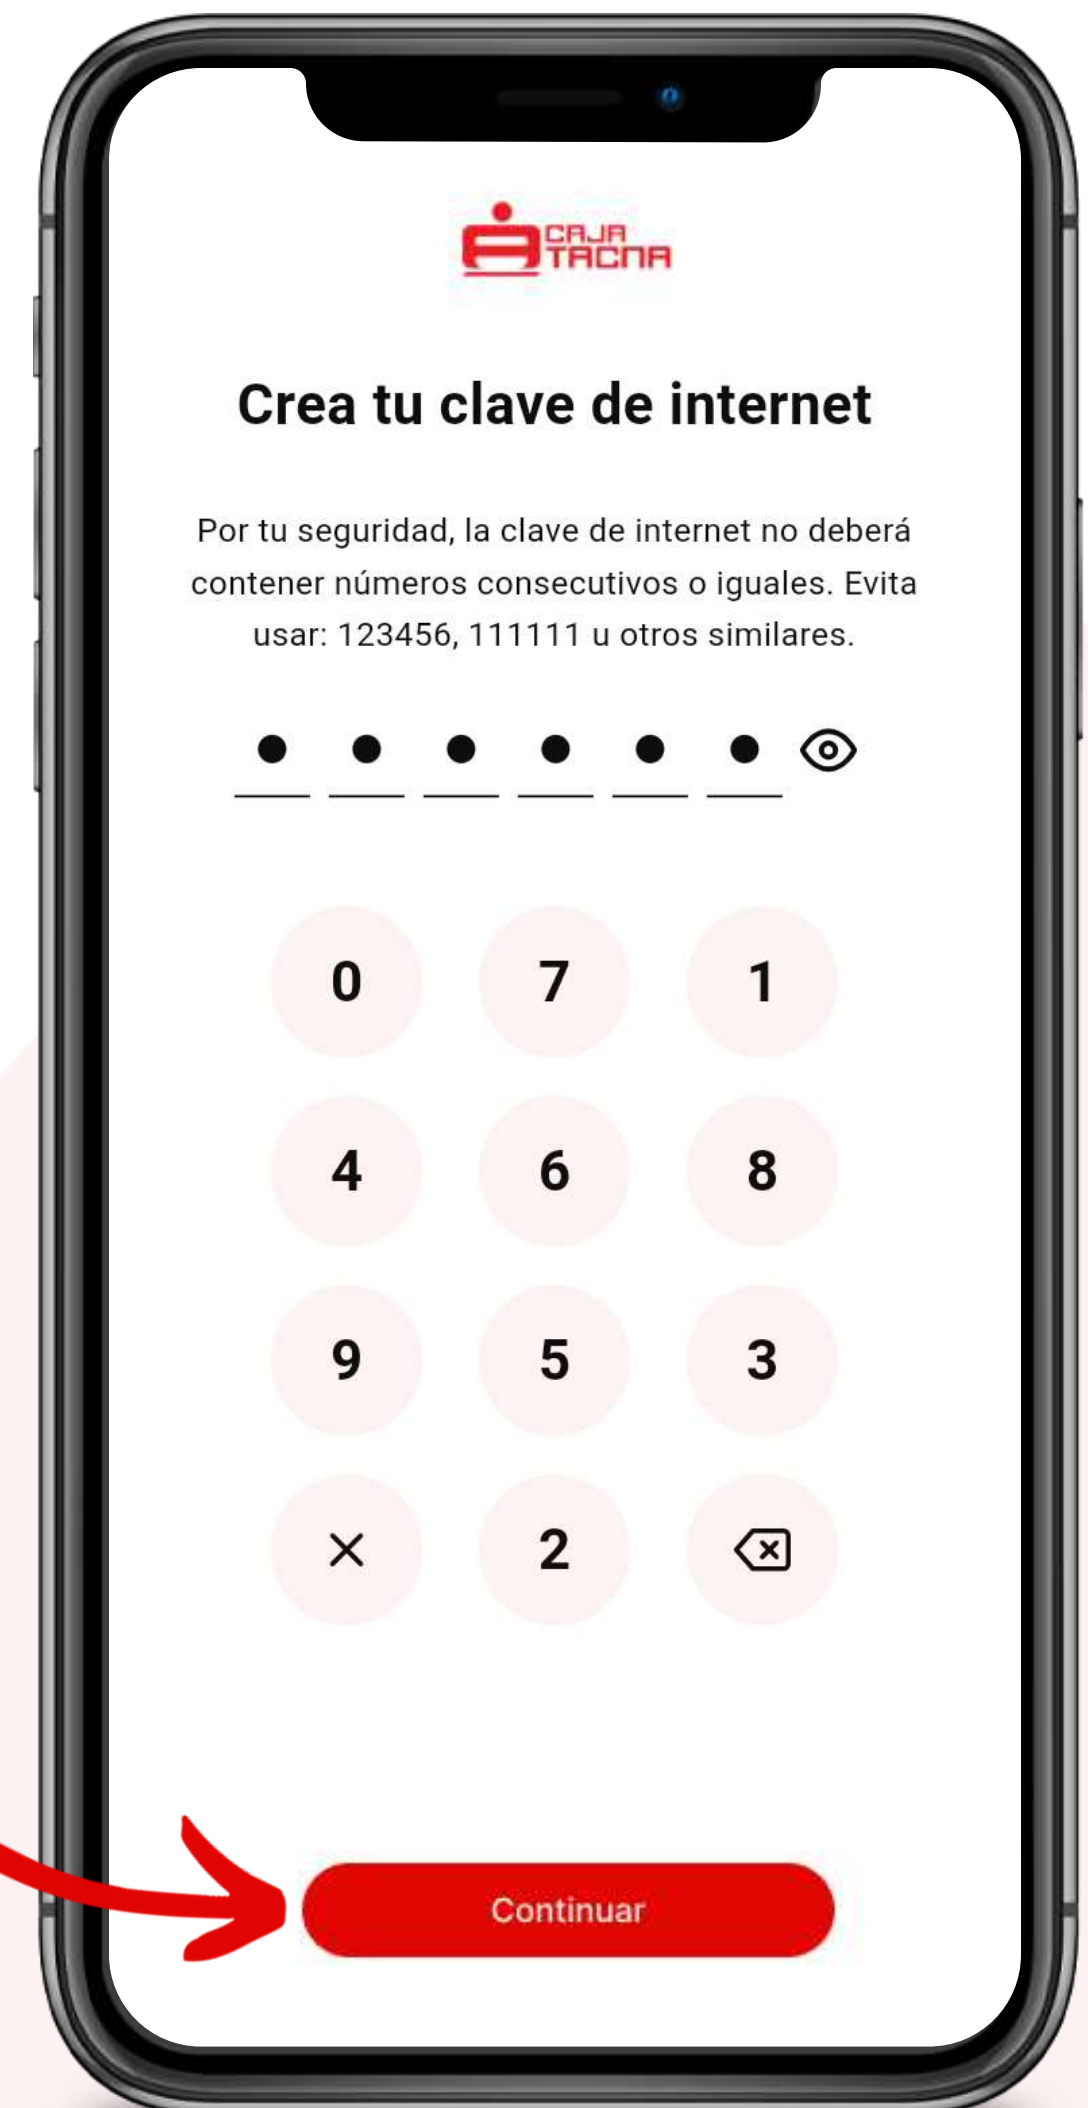 CAJA
TACNA
Crea tu clave de internet
Por tu seguridad, la clave de internet no deberá
contener números consecutivos o iguales. Evita
usar: 123456, 111111 u otros similares.
0 7 1
4 6 8
9 5 3
2
Continuar